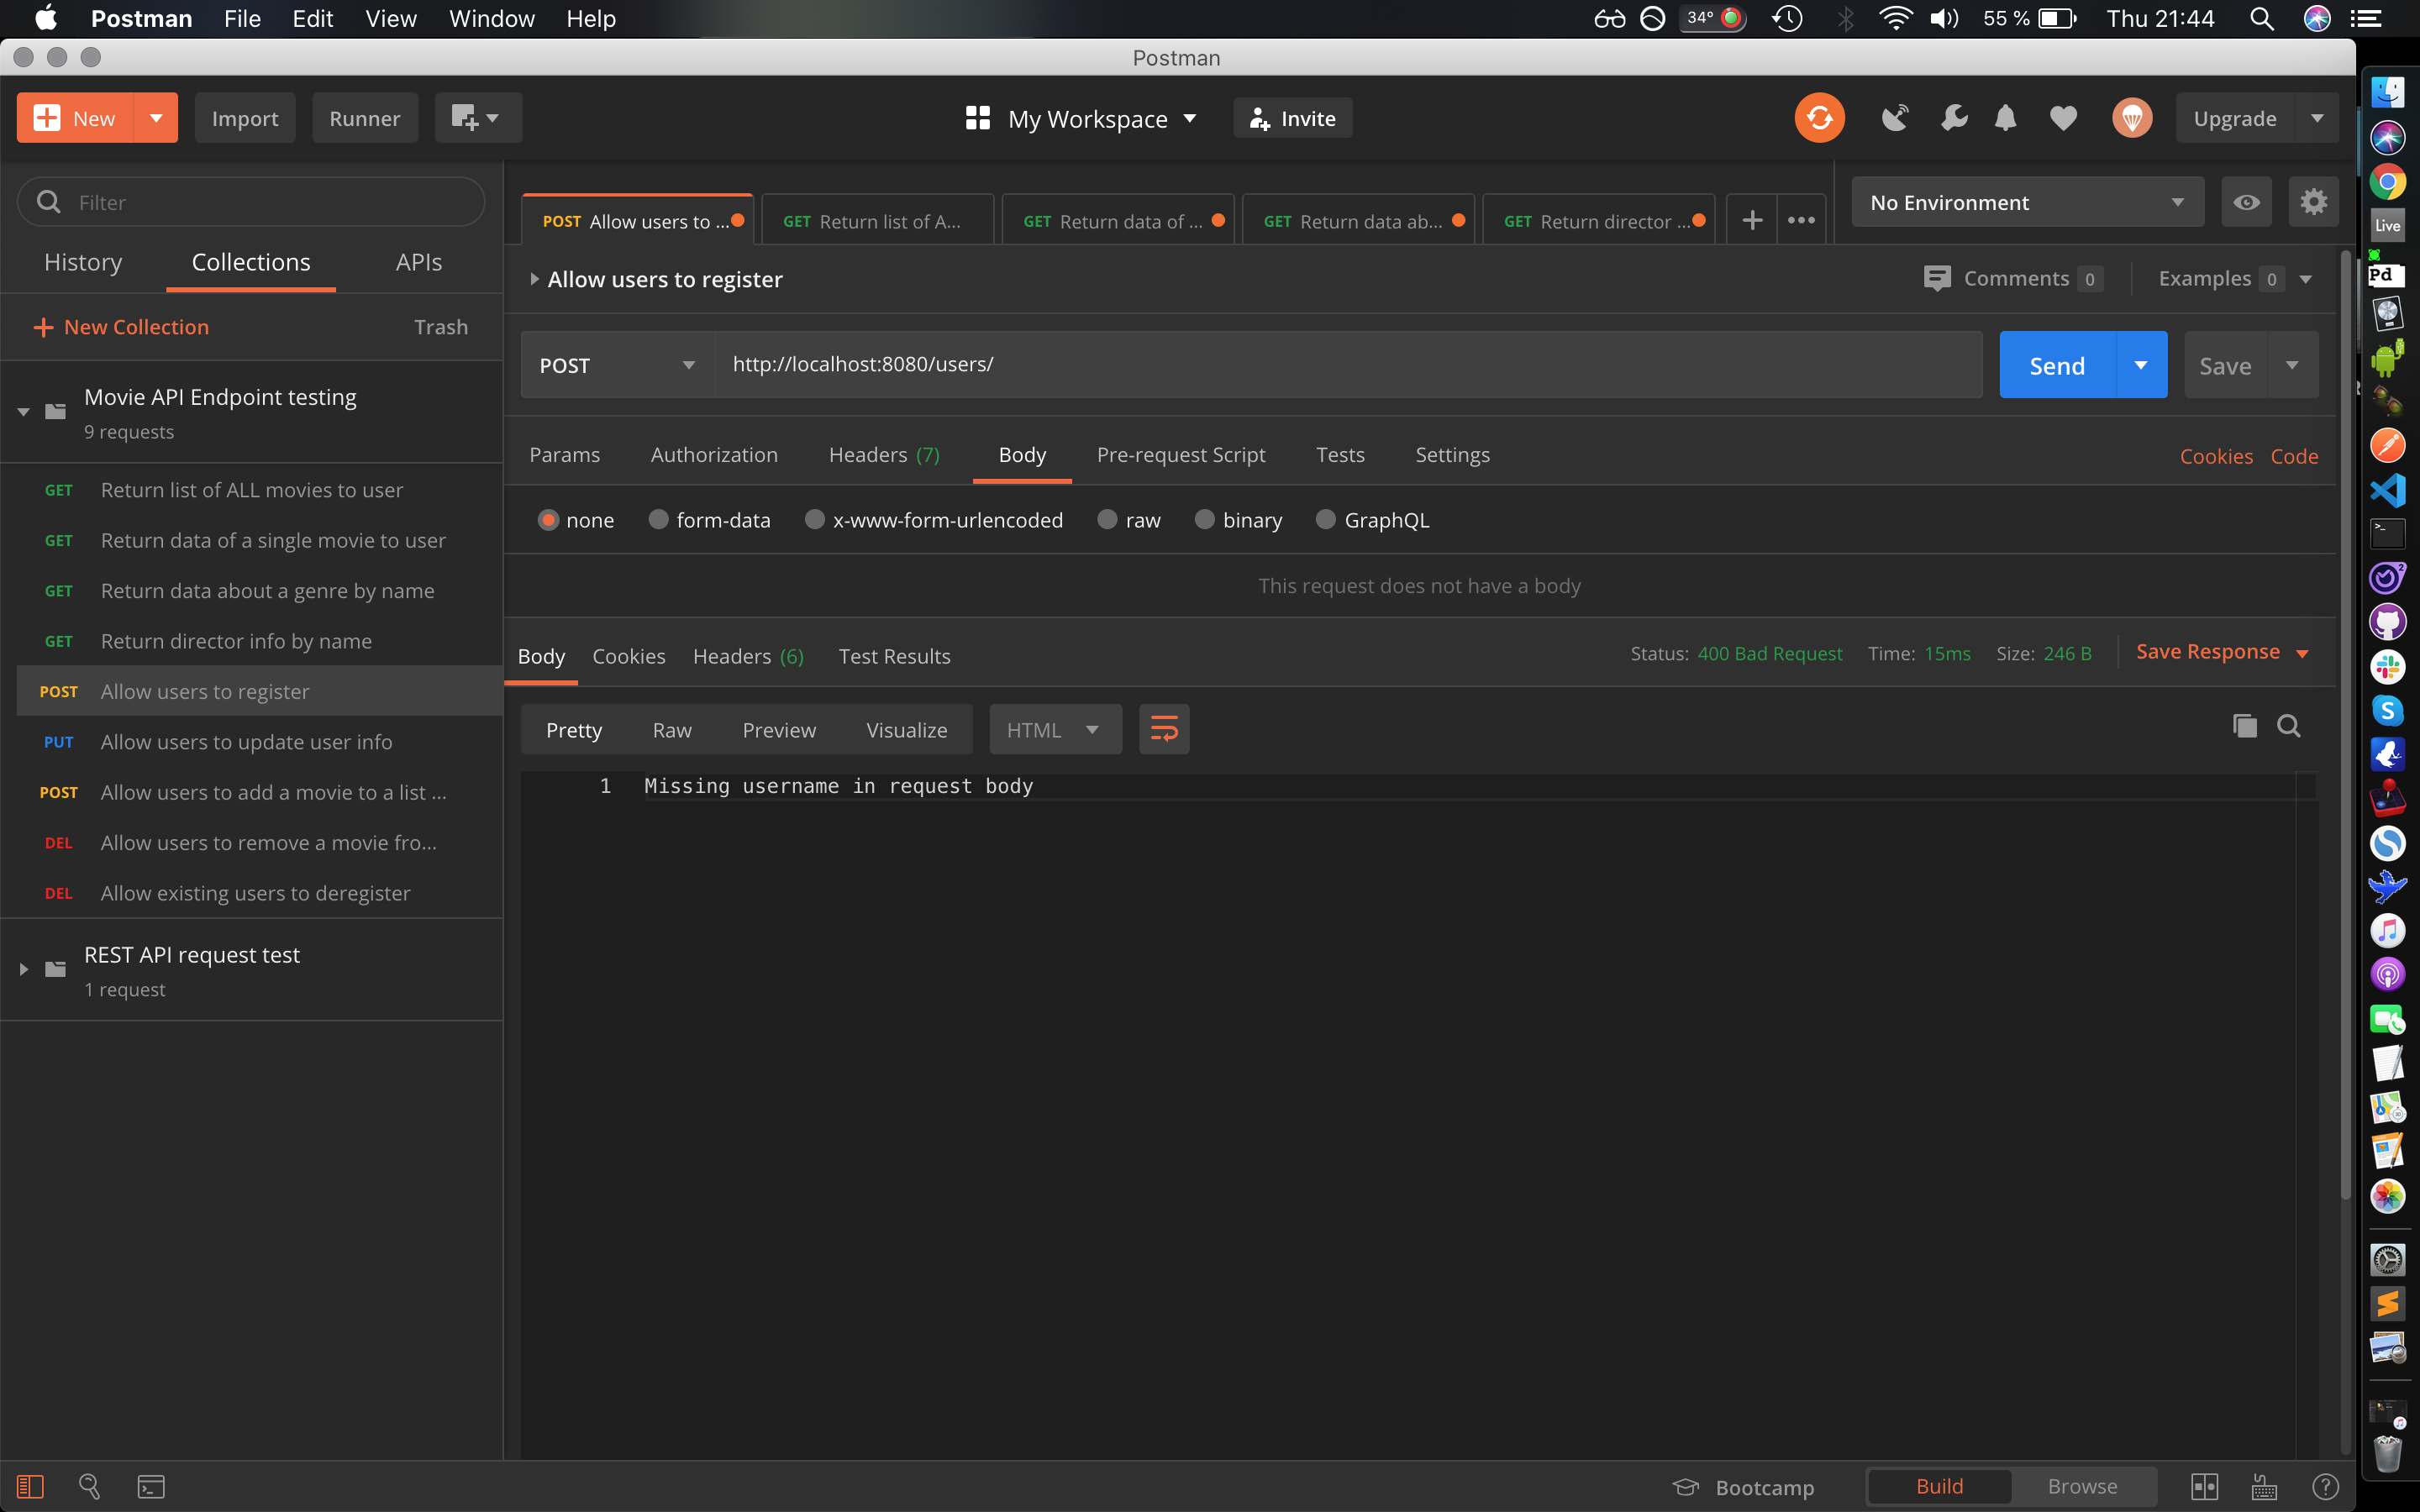 Postman File Edit View Window Help 34° 55 % Thu 21:44
Postman
New Import Runner My Workspace Invite Upgrade
Filter
History Collections APIs
New Collection Trash
Movie API Endpoint testing
9 requests
GET Return list of ALL movies to user
GET Return data of a single movie to user
GET Return data about a genre by name
GET Return director info by name
POST Allow users to register
PUT Allow users to update user info
POST Allow users to add a movie to a list ...
DEL Allow users to remove a movie fro...
DEL Allow existing users to deregister
REST API request test
1 request
POST Allow users to ... GET Return list of A... GET Return data of ... GET Return data ab... GET Return director ... No Environment
Allow users to register Comments 0 Examples 0
POST http://localhost:8080/users/ Send Save
Params Authorization Headers (7) Body Pre-request Script Tests Settings Cookies Code
none form-data x-www-form-urlencoded raw binary GraphQL
This request does not have a body
Body Cookies Headers (6) Test Results Status: 400 Bad Request Time: 15ms Size: 246 B Save Response
Pretty Raw Preview Visualize HTML
1 Missing username in request body
Bootcamp Build Browse
Live
Pd